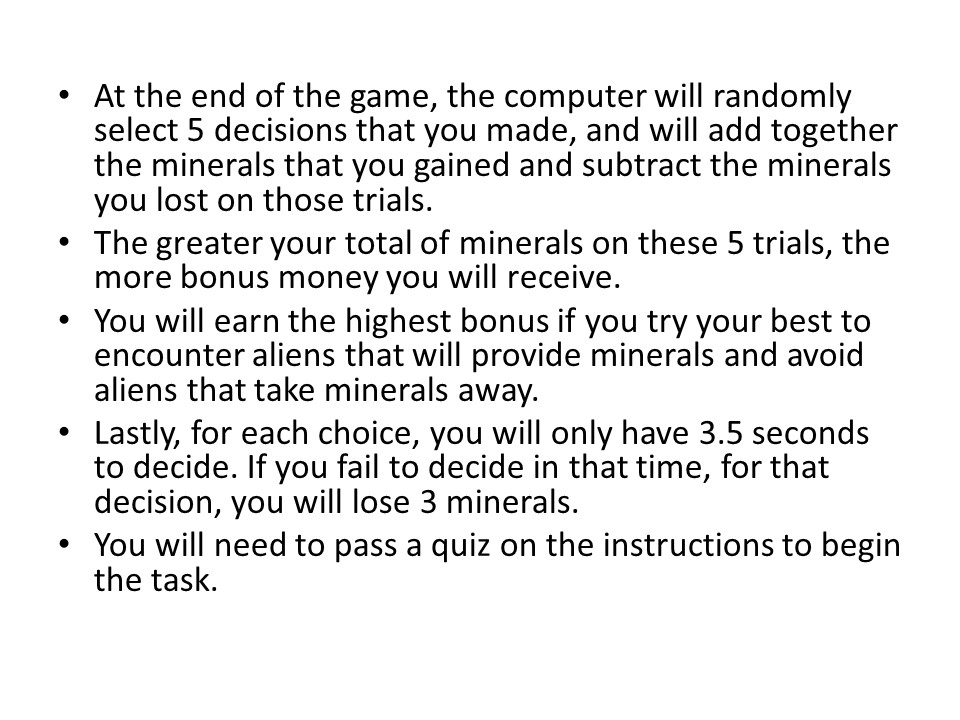 • At the end of the game, the computer will randomly
select 5 decisions that you made, and will add together
the minerals that you gained and subtract the minerals
you lost on those trials.
• The greater your total of minerals on these 5 trials, the
more bonus money you will receive.
• You will earn the highest bonus if you try your best to
encounter aliens that will provide minerals and avoid
aliens that take minerals away.
• Lastly, for each choice, you will only have 3.5 seconds
to decide. If you fail to decide in that time, for that
decision, you will lose 3 minerals.
• You will need to pass a quiz on the instructions to begin
the task.